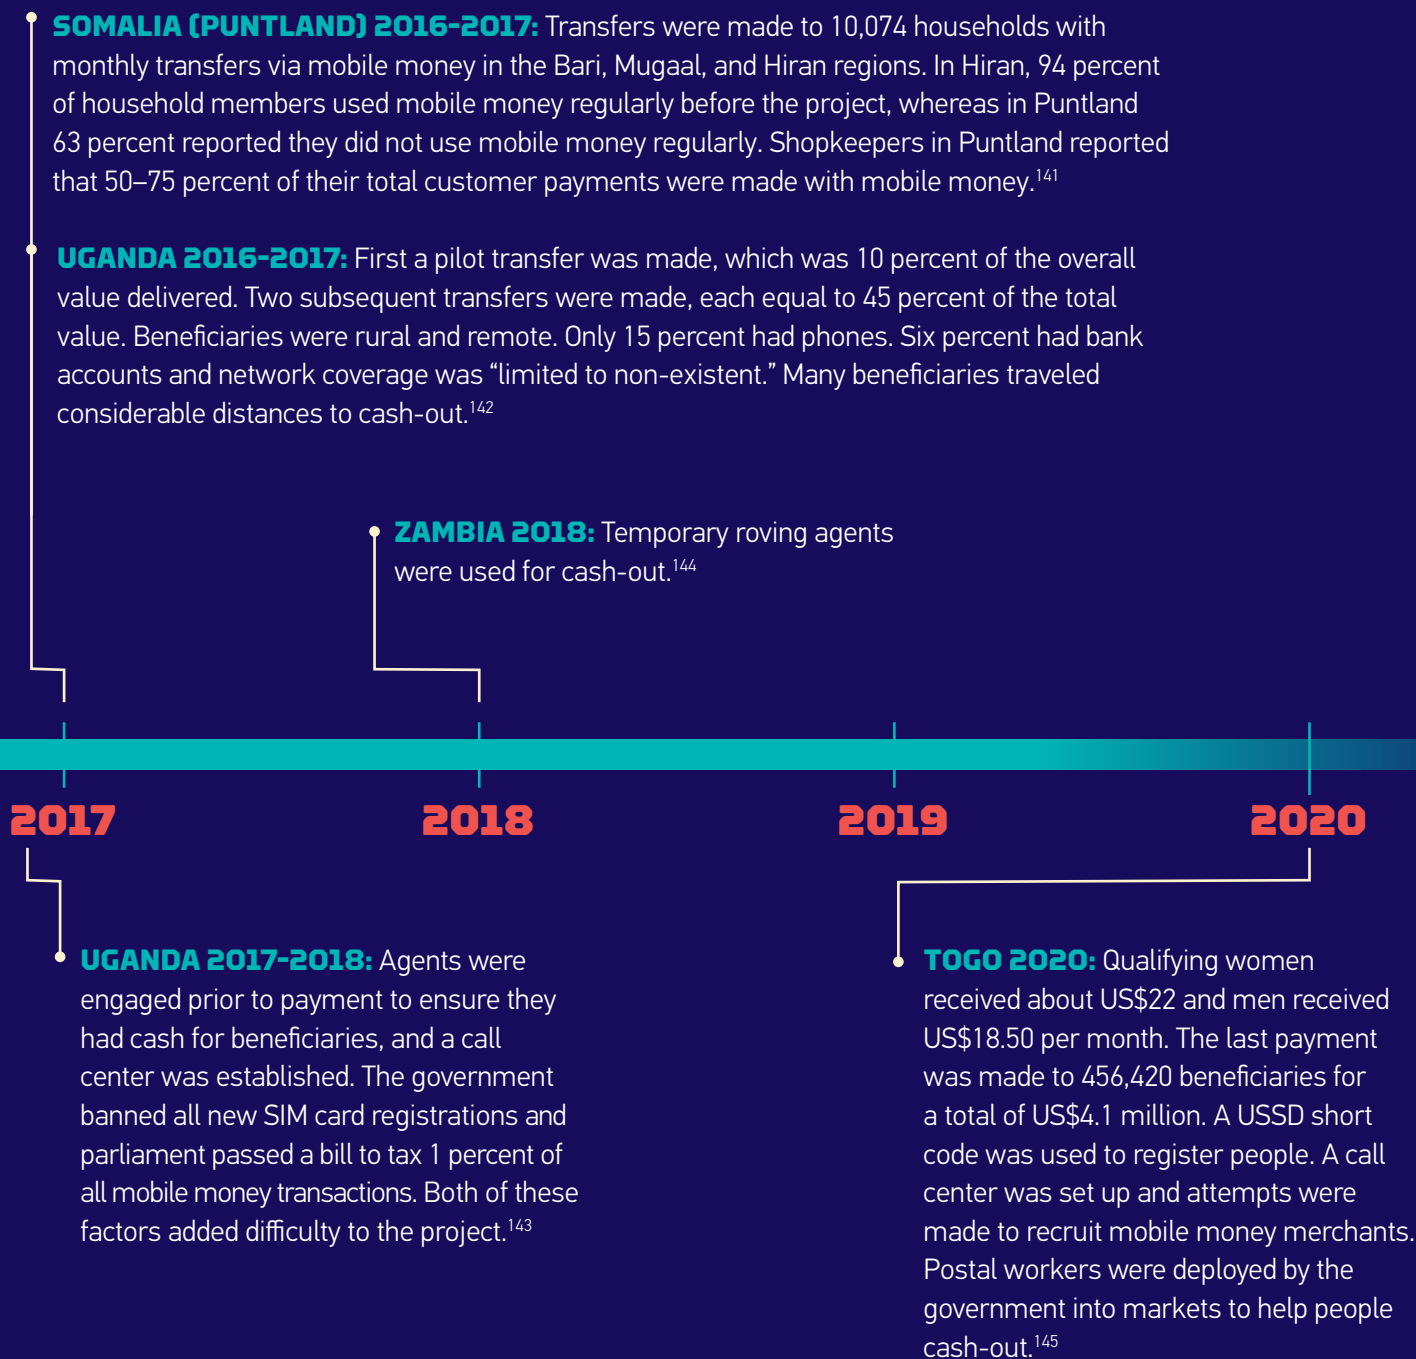 SOMALIA (PUNTLAND) 2016-2017: Transfers were made to 10,074 households with
monthly transfers via mobile money in the Bari, Mugaal, and Hiran regions. In Hiran, 94 percent
of household members used mobile money regularly before the project, whereas in Puntland
63 percent reported they did not use mobile money regularly. Shopkeepers in Puntland reported
that 50–75 percent of their total customer payments were made with mobile money.141
UGANDA 2016-2017: First a pilot transfer was made, which was 10 percent of the overall
value delivered. Two subsequent transfers were made, each equal to 45 percent of the total
value. Beneficiaries were rural and remote. Only 15 percent had phones. Six percent had bank
accounts and network coverage was “limited to non-existent.” Many beneficiaries traveled
considerable distances to cash-out.142
ZAMBIA 2018: Temporary roving agents
were used for cash-out.144
2017 2018 2019 2020
UGANDA 2017-2018: Agents were
engaged prior to payment to ensure they
had cash for beneficiaries, and a call
center was established. The government
banned all new SIM card registrations and
parliament passed a bill to tax 1 percent of
all mobile money transactions. Both of these
factors added difficulty to the project.143
TOGO 2020: Qualifying women
received about US$22 and men received
US$18.50 per month. The last payment
was made to 456,420 beneficiaries for
a total of US$4.1 million. A USSD short
code was used to register people. A call
center was set up and attempts were
made to recruit mobile money merchants.
Postal workers were deployed by the
government into markets to help people
cash-out.145